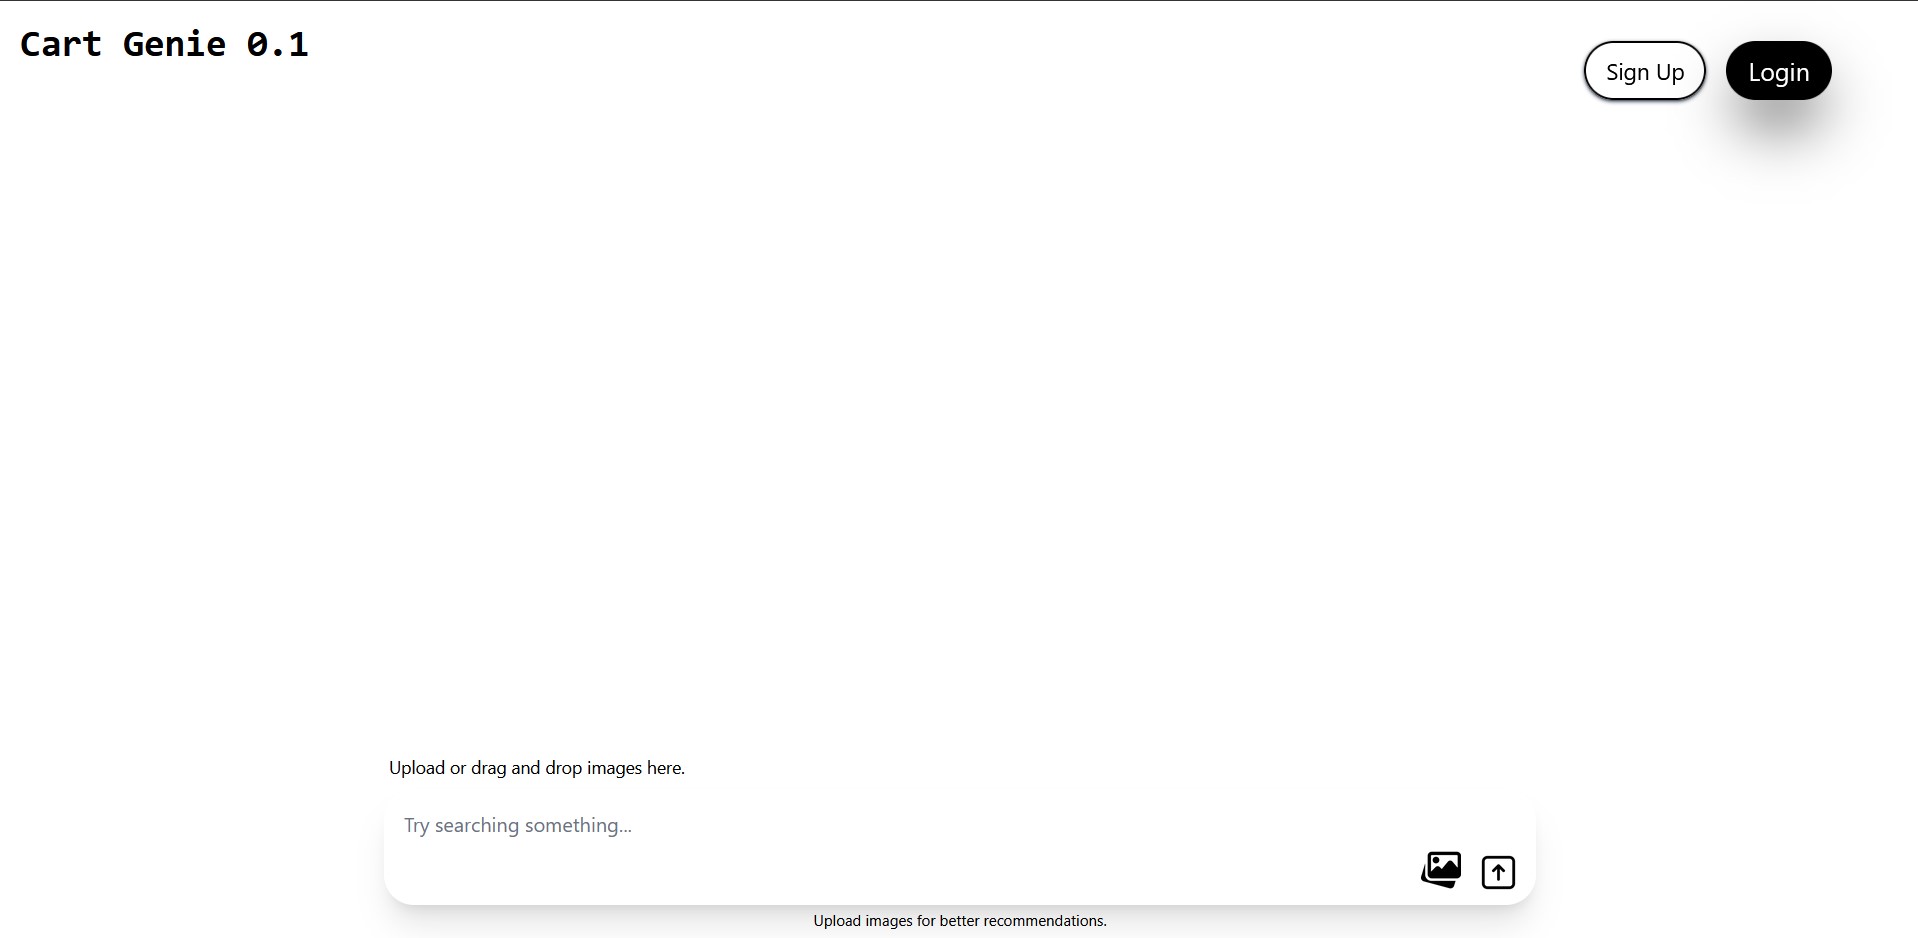 Cart Genie 0.1
Sign Up
Login
Upload or drag and drop images here.
Try searching something...
Upload images for better recommendations.